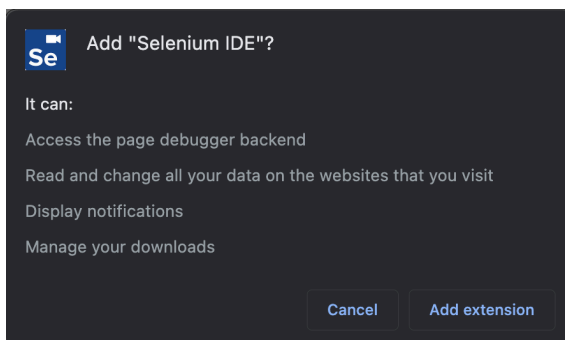 Se
Add "Selenium IDE"?
It can:
Access the page debugger backend
Read and change all your data on the websites that you visit
Display notifications
Manage your downloads
Cancel
Add extension